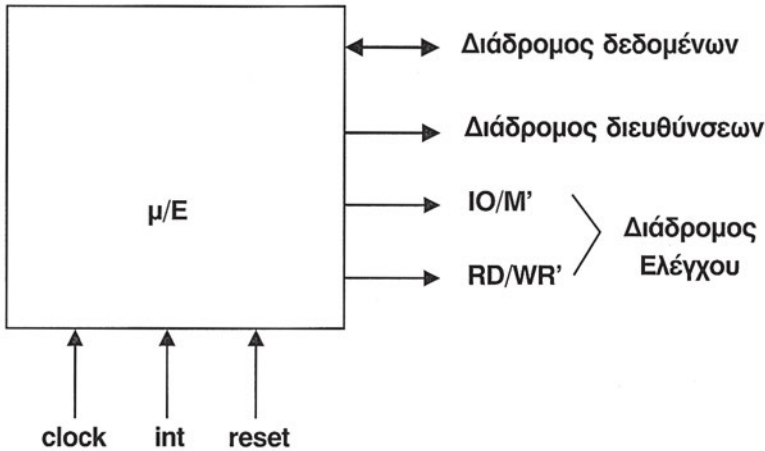 Διάδρομος δεδομένων
Διάδρομος διευθύνσεων
μ/Ε
IO/M’
RD/WR’
Διάδρομος
Ελέγχου
clock int reset